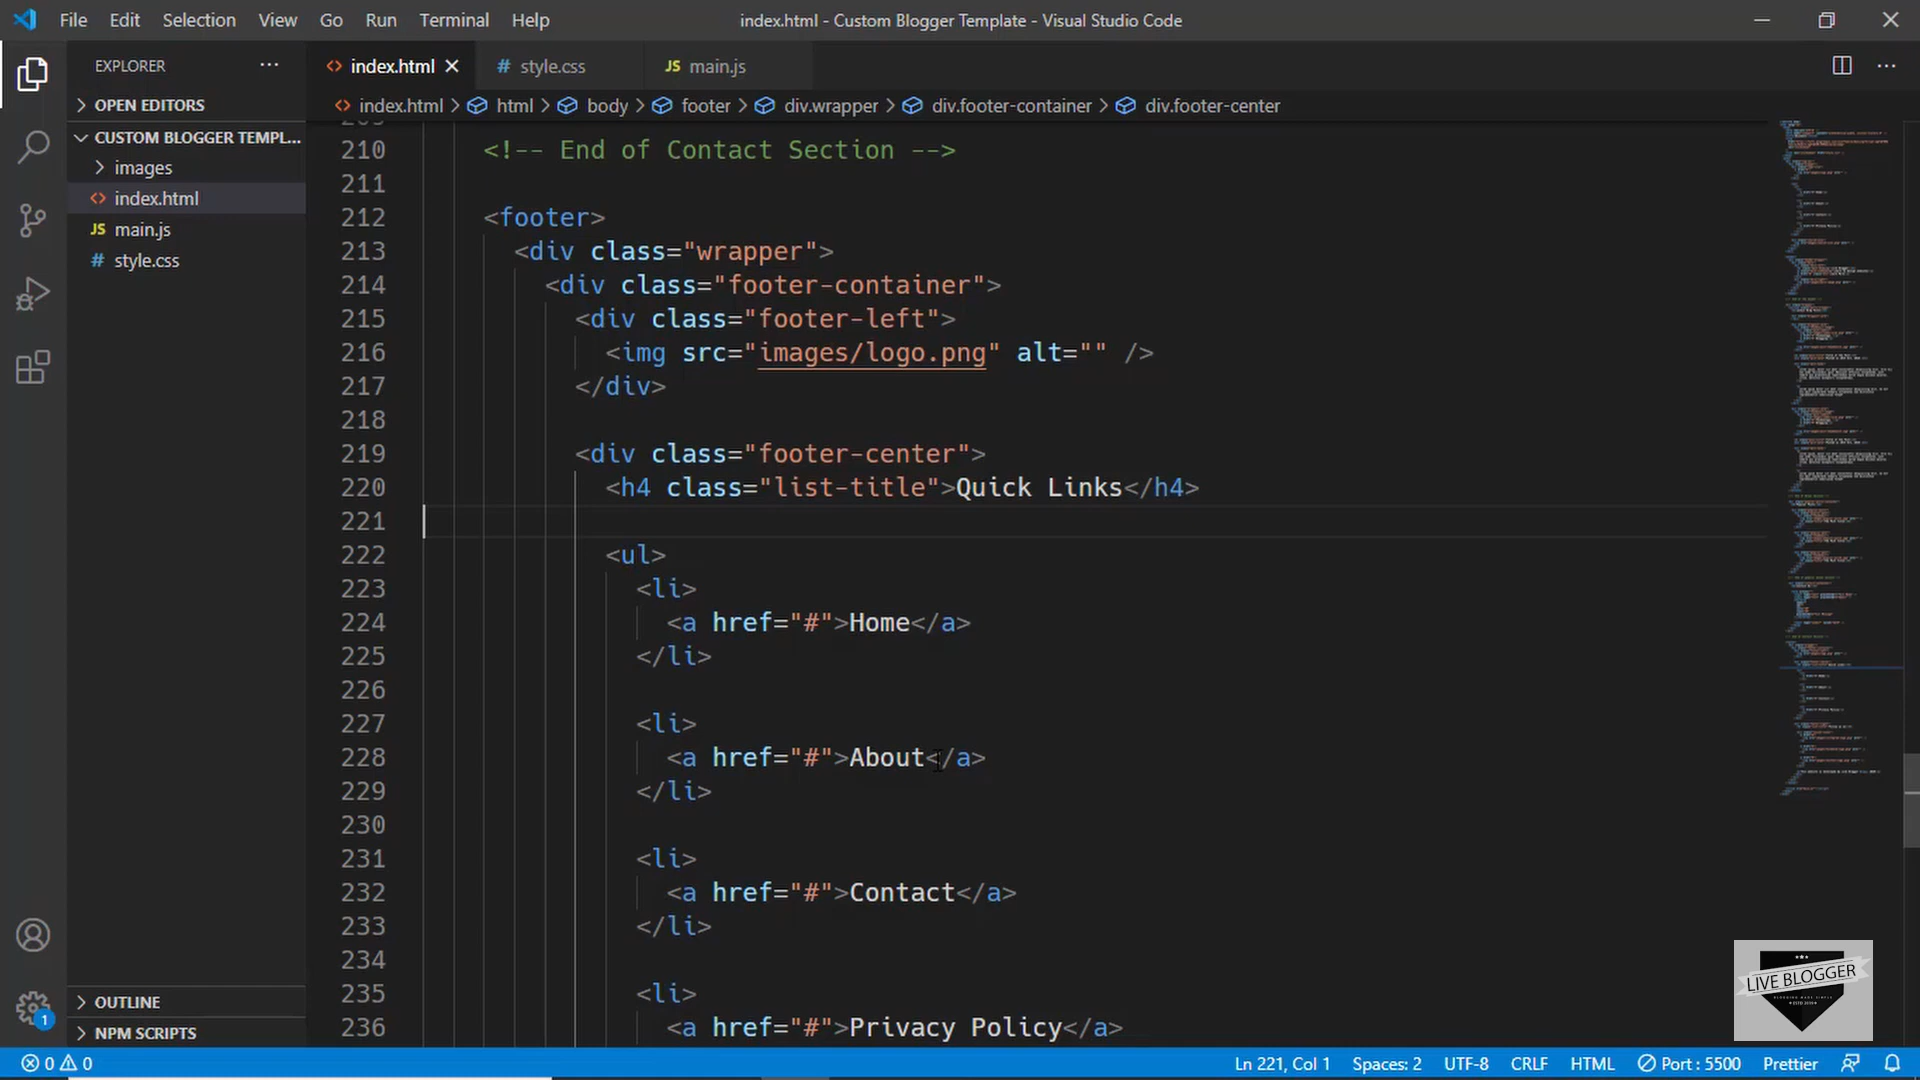 File Edit Selection View Go Run Terminal Help
index.html - Custom Blogger Template - Visual Studio Code
EXPLORER ...
index.html
# style.css
JS main.js
...
OPEN EDITORS
CUSTOM BLOGGER TEMPL...
images
index.html
JS main.js
# style.css
index.html > html > body > footer > div.wrapper > div.footer-container > div.footer-center
210 <!-- End of Contact Section -->
211
212 <footer>
213 <div class="wrapper">
214 <div class="footer-container">
215 <div class="footer-left">
216 <img src="images/logo.png" alt="" />
217 </div>
218
219 <div class="footer-center">
220 <h4 class="list-title">Quick Links</h4>
221
222 <ul>
223 <li>
224 <a href="#">Home</a>
225 </li>
226
227 <li>
228 <a href="#">About</a>
229 </li>
230
231 <li>
232 <a href="#">Contact</a>
233 </li>
234
235 <li>
236 <a href="#">Privacy Policy</a>
OUTLINE
NPM SCRIPTS
1
LIVE BLOGGER
0 0
Ln 221, Col 1 Spaces: 2 UTF-8 CRLF HTML Port : 5500 Prettier